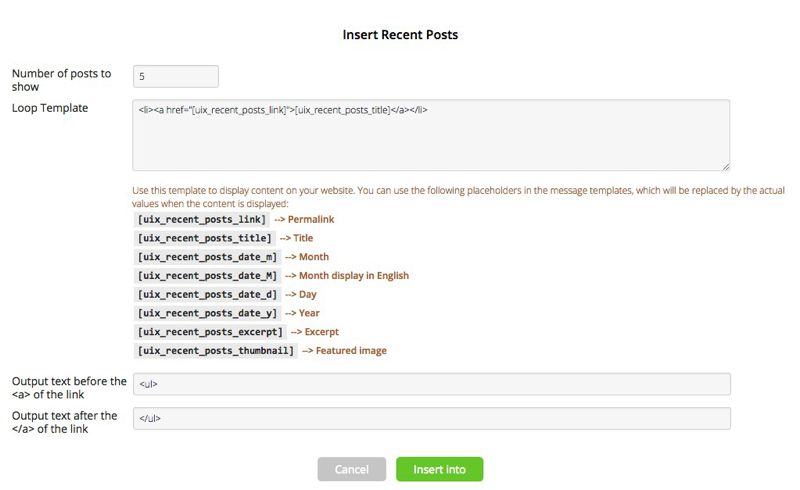 Insert Recent Posts
Number of posts to
show
5
Loop Template
<li><a href="[uix_recent_posts_link]">[uix_recent_posts_title]</a></li>
Use this template to display content on your website. You can use the following placeholders in the message templates, which will be replaced by the actual
values when the content is displayed:
[uix_recent_posts_link] --> Permalink
[uix_recent_posts_title] --> Title
[uix_recent_posts_date_m] --> Month
[uix_recent_posts_date_M] --> Month display in English
[uix_recent_posts_date_d] --> Day
[uix_recent_posts_date_y] --> Year
[uix_recent_posts_excerpt] --> Excerpt
[uix_recent_posts_thumbnail] --> Featured image
Output text before the
<a> of the link
<ul>
Output text after the
</a> of the link
</ul>
Cancel
Insert into